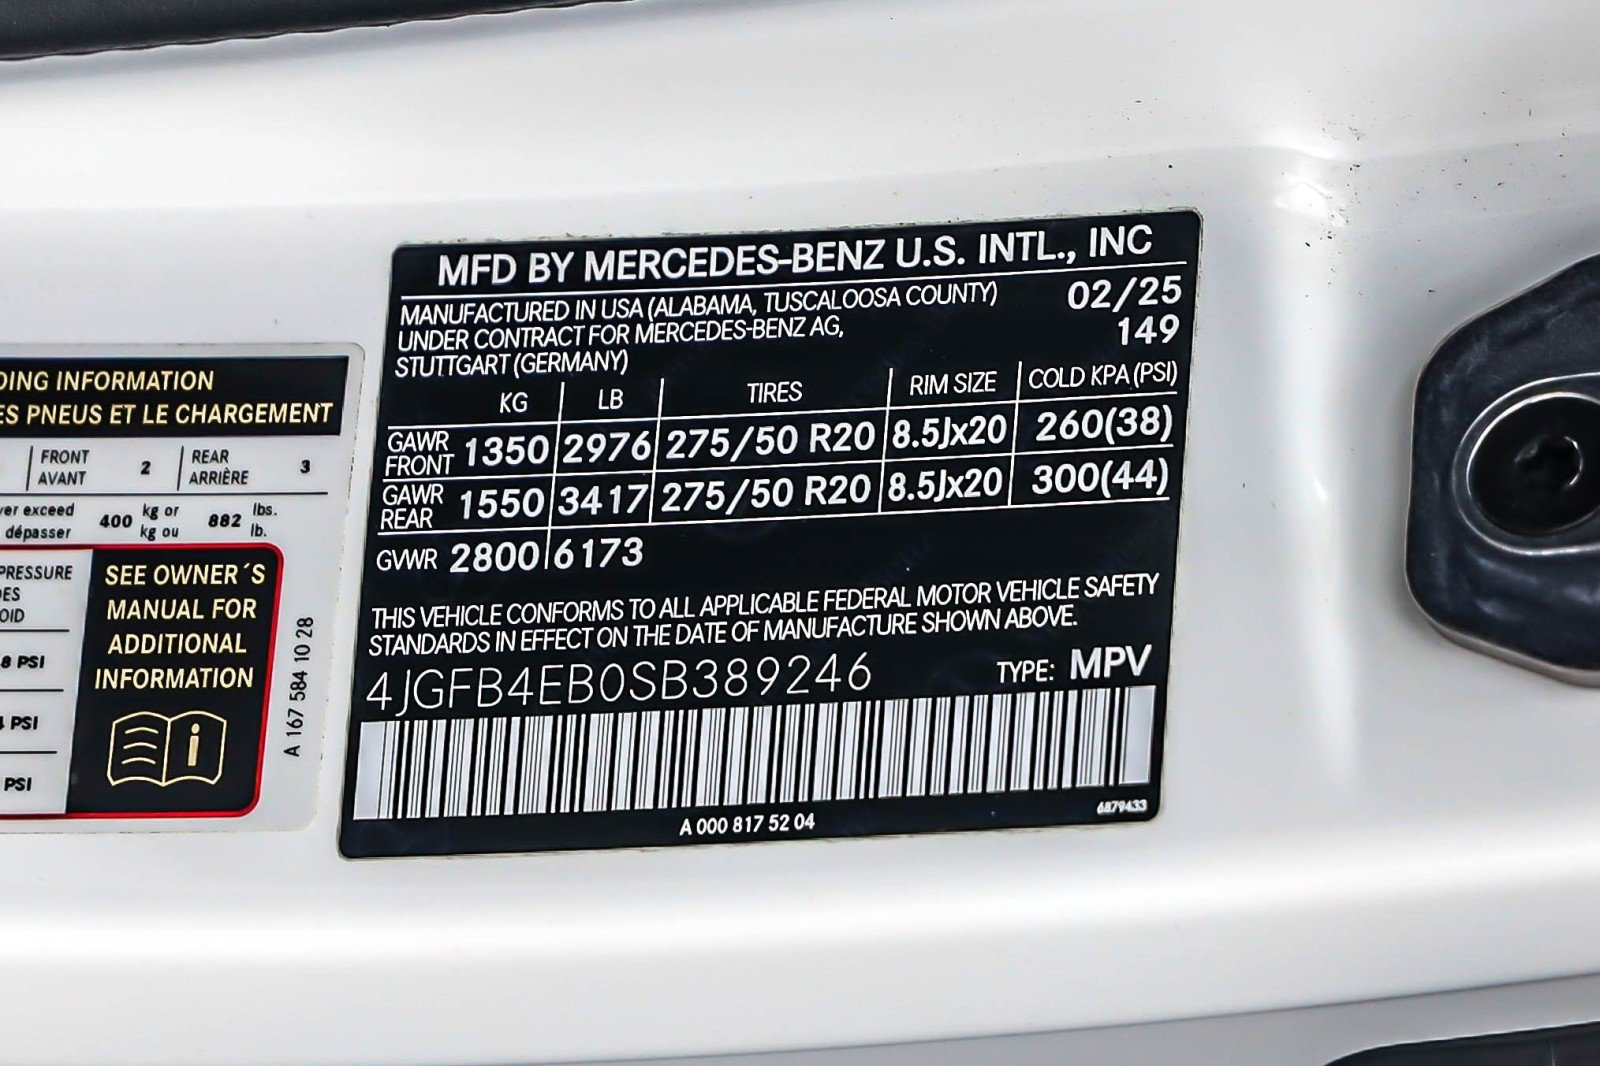 DING INFORMATION
ES PNEUS ET LE CHARGEMENT
FRONT 2 REAR 3
AVANT ARRIÈRE
ver exceed 400 kg or 882 lbs.
dépasser kg ou lb.
PRESSURE
DES
OID
8 PSI
4 PSI
PSI
SEE OWNER´S
MANUAL FOR
ADDITIONAL
INFORMATION
i
A 167 584 10 28
MFD BY MERCEDES-BENZ U.S. INTL., INC
MANUFACTURED IN USA (ALABAMA, TUSCALOOSA COUNTY) 02/25
UNDER CONTRACT FOR MERCEDES-BENZ AG, 149
STUTTGART (GERMANY)
KG LB TIRES RIM SIZE COLD KPA (PSI)
GAWR FRONT 1350 2976 275/50 R20 8.5Jx20 260(38)
GAWR REAR 1550 3417 275/50 R20 8.5Jx20 300(44)
GVWR 2800 6173
THIS VEHICLE CONFORMS TO ALL APPLICABLE FEDERAL MOTOR VEHICLE SAFETY
STANDARDS IN EFFECT ON THE DATE OF MANUFACTURE SHOWN ABOVE.
4JGFB4EB0SB389246 TYPE: MPV
A 000 817 52 04
6879433